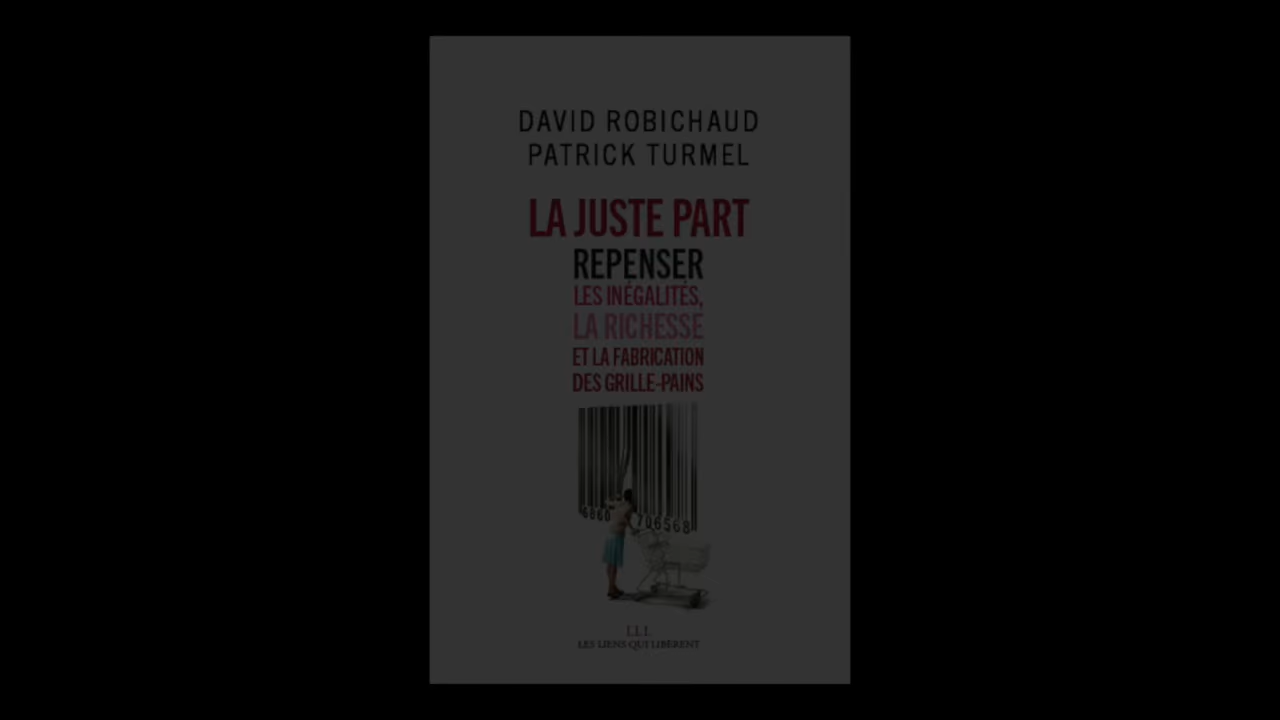 DAVID ROBICHAUD
PATRICK TURMEL
LA JUSTE PART
REPENSER
LES INÉGALITÉS,
LA RICHESSE
ET LA FABRICATION
DES GRILLE-PAINS
6860 706568
LLL
LES LIENS QUI LIBÈRENT